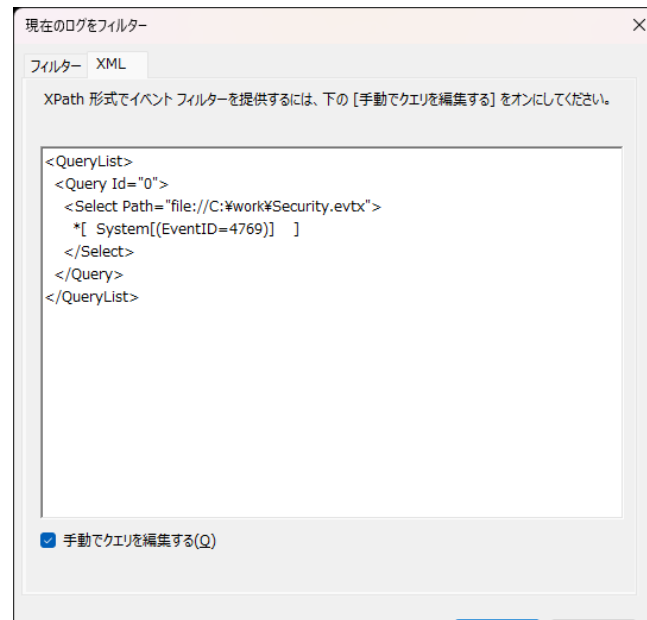 現在のログをフィルター
フィルター XML
XPath 形式でイベント フィルターを提供するには、下の [手動でクエリを編集する] をオンにしてください。
<QueryList>
<Query Id="0">
<Select Path="file://C:¥work¥Security.evtx">
*[ System[(EventID=4769)] ]
</Select>
</Query>
</QueryList>
手動でクエリを編集する(Q)